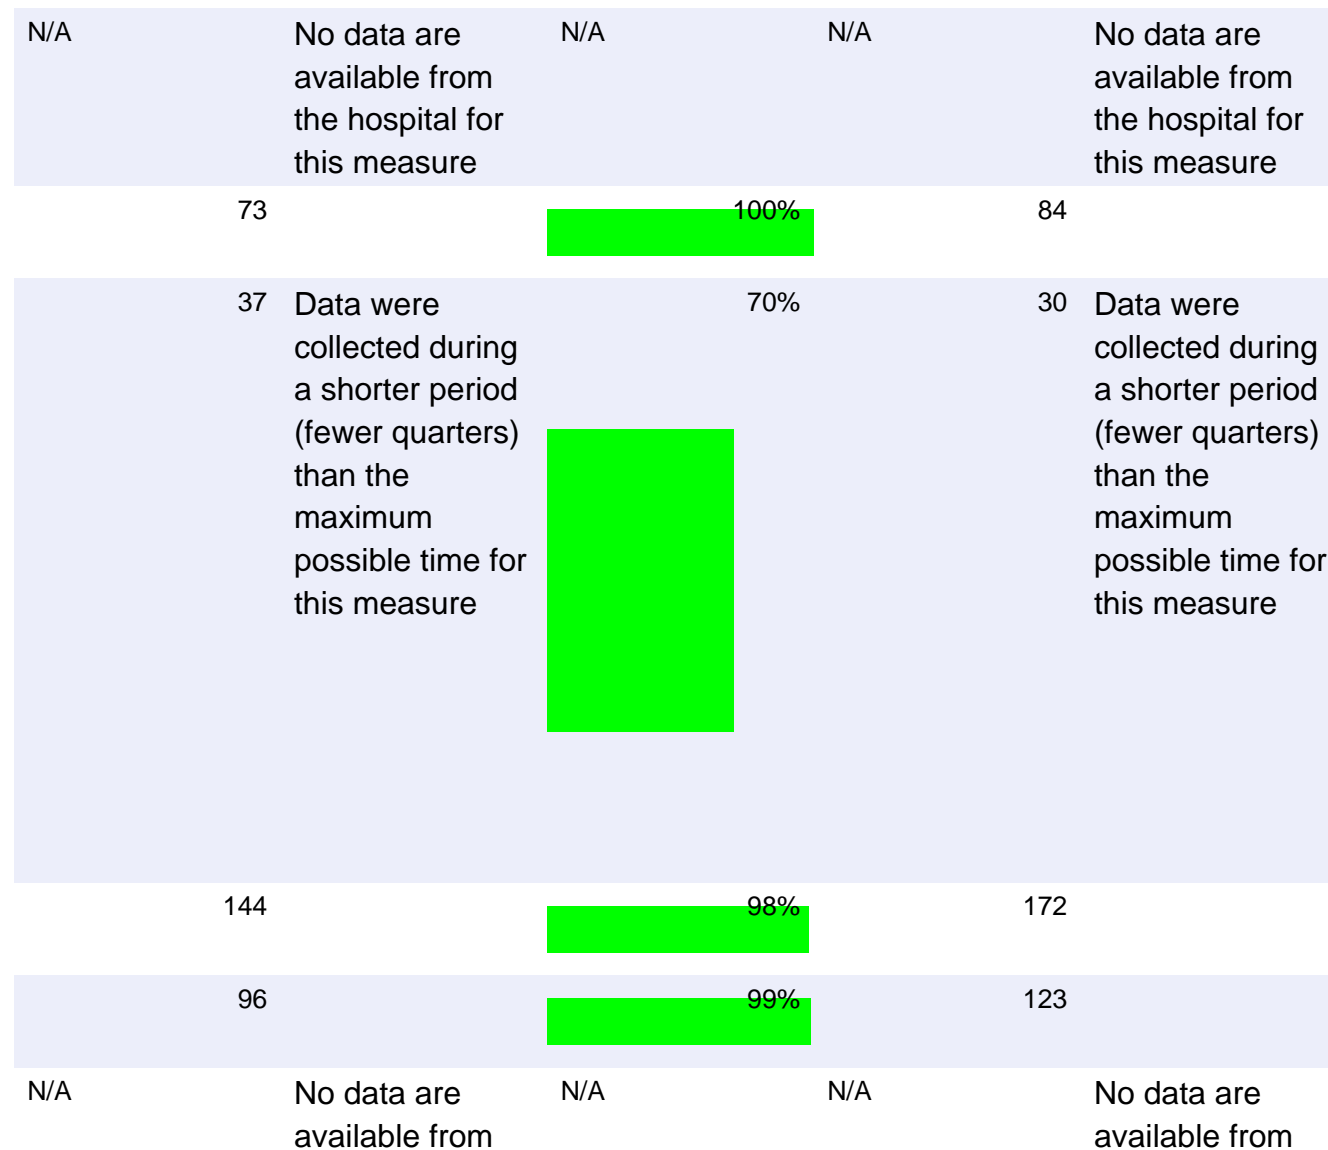 N/A No data are N/A N/A No data are
available from available from
the hospital for the hospital for
this measure this measure
73 100% 84
37 Data were 70% 30 Data were
collected during collected during
a shorter period a shorter period
(fewer quarters) (fewer quarters)
than the than the
maximum maximum
possible time for possible time for
this measure this measure
144 98% 172
96 99% 123
N/A No data are N/A N/A No data are
available from available from